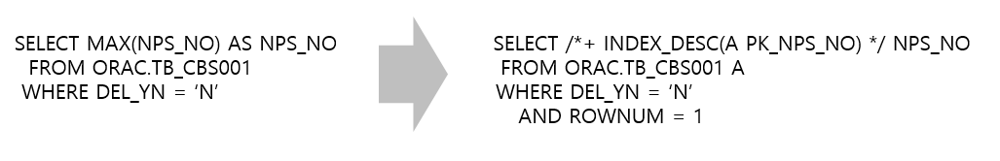 SELECT MAX(NPS_NO) AS NPS_NO
FROM ORAC.TB_CBS001
WHERE DEL_YN = ‘N’
SELECT /*+ INDEX_DESC(A PK_NPS_NO) */ NPS_NO
FROM ORAC.TB_CBS001 A
WHERE DEL_YN = ‘N’
AND ROWNUM = 1